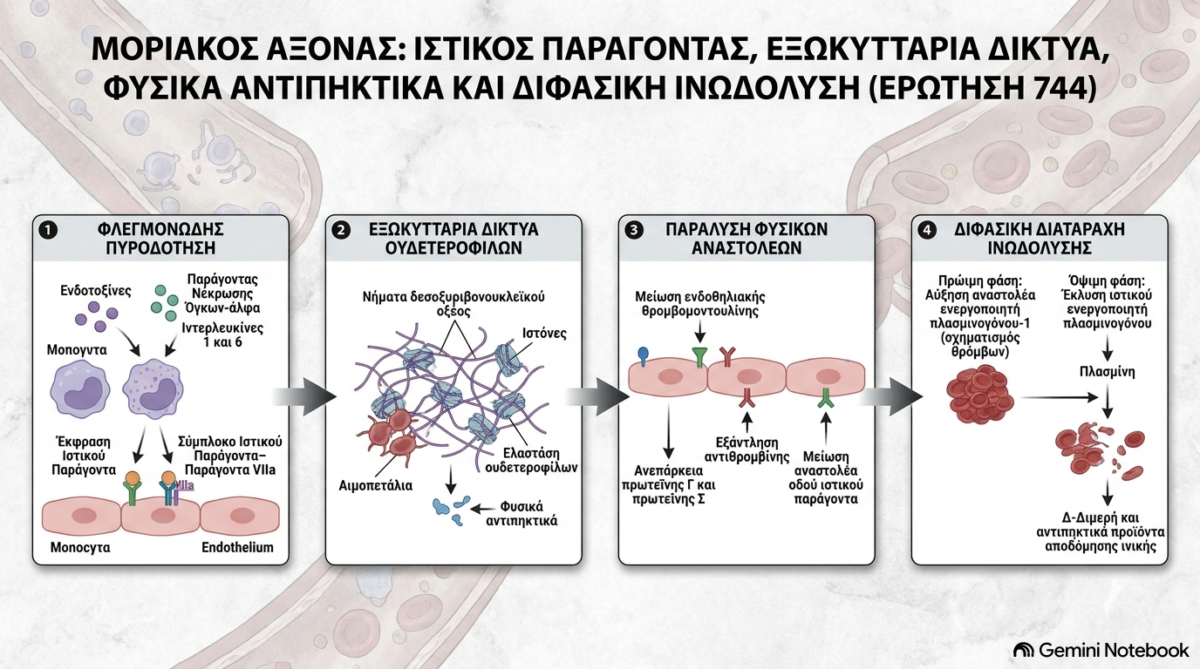 ΜΟΡΙΑΚΟΣ ΑΞΟΝΑΣ: ΙΣΤΙΚΟΣ ΠΑΡΑΓΟΝΤΑΣ, ΕΞΩΚΥΤΤΑΡΙΑ ΔΙΚΤΥΑ,
ΦΥΣΙΚΑ ΑΝΤΙΠΗΚΤΙΚΑ ΚΑΙ ΔΙΦΑΣΙΚΗ ΙΝΩΔΟΛΥΣΗ (ΕΡΩΤΗΣΗ 744)
1
ΦΛΕΓΜΟΝΩΔΗΣ
ΠΥΡΟΔΟΤΗΣΗ
Ενδοτοξίνες
Παράγοντας
Νέκρωσης
Όγκων-άλφα
Ιντερλευκίνες
1 και 6
Μονογντα
Έκφραση
Ιστικού
Παράγοντα
Σύμπλοκο Ιστικού
Παράγοντα–
Παράγοντα VIIa
VIIa
Monocyta
Endothelium
2
ΕΞΩΚΥΤΤΑΡΙΑ ΔΙΚΤΥΑ
ΟΥΔΕΤΕΡΟΦΙΛΩΝ
Νήματα δεσοξυριβονουκλεϊκού
οξέος
Ιστόνες
Ελαστάση
ουδετεροφίλων
Αιμοπετάλια
Φυσικά
αντιπηκτικά
3
ΠΑΡΑΛΥΣΗ ΦΥΣΙΚΩΝ
ΑΝΑΣΤΟΛΕΩΝ
Μείωση ενδοθηλιακής
θρομβομοντουλίνης
Ανεπάρκεια
πρωτεΐνης Γ και
πρωτεΐνης Σ
Εξάντληση
αντιθρομβίνης
Μείωση
αναστολέα
οδού ιστικού
παράγοντα
4
ΔΙΦΑΣΙΚΗ ΔΙΑΤΑΡΑΧΗ
ΙΝΩΔΟΛΥΣΗΣ
Πρώιμη φάση:
Αύξηση αναστολέα
ενεργοποιητή
πλασμινογόνου-1
(οχηματισμός
θρόμβων)
Όψιμη φάση:
Έκλυση ιστικού
ενεργοποιητή
πλασμινογόνου
Πλασμίνη
Δ-Διμερή και
αντιπηκτικά προϊόντα
αποδόμησης ινικής
Gemini Notebook